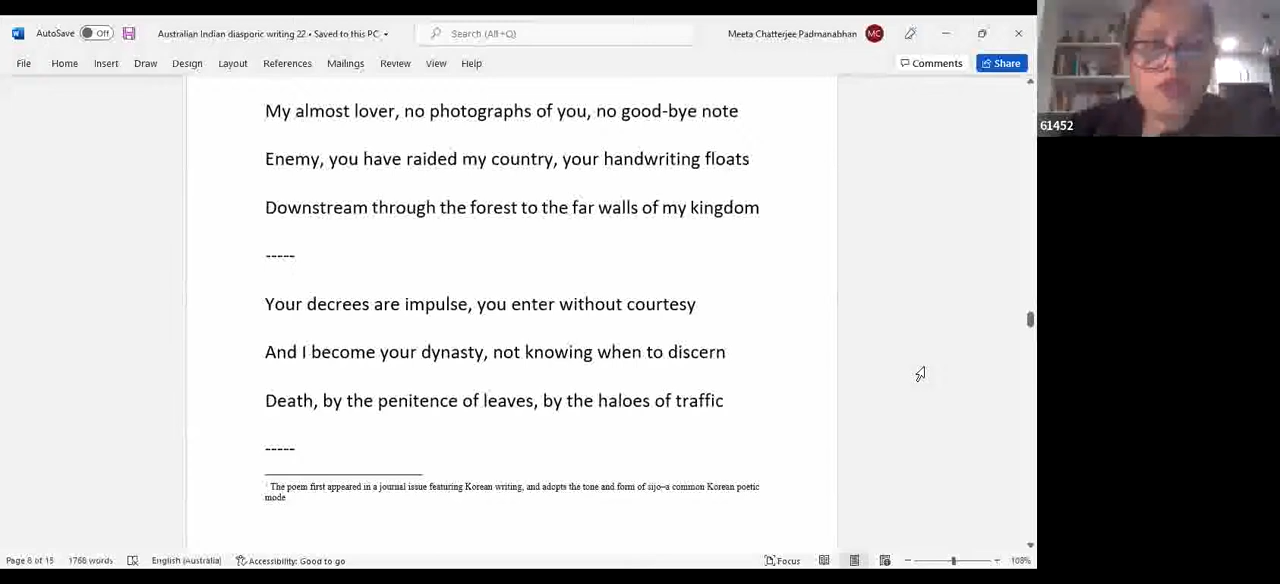 AutoSave Off Australian Indian diasporic writing 22 • Saved to this PC Search (Alt+Q) Meeta Chatterjee Padmanabhan MC
File Home Insert Draw Design Layout References Mailings Review View Help Comments Share
61452
My almost lover, no photographs of you, no good-bye note
Enemy, you have raided my country, your handwriting floats
Downstream through the forest to the far walls of my kingdom
-----
Your decrees are impulse, you enter without courtesy
And I become your dynasty, not knowing when to discern
Death, by the penitence of leaves, by the haloes of traffic
-----
The poem first appeared in a journal issue featuring Korean writing, and adopts the tone and form of sijo–a common Korean poetic
mode
Page 8 of 15 1768 words English (Australia) Accessibility: Good to go Focus 108%